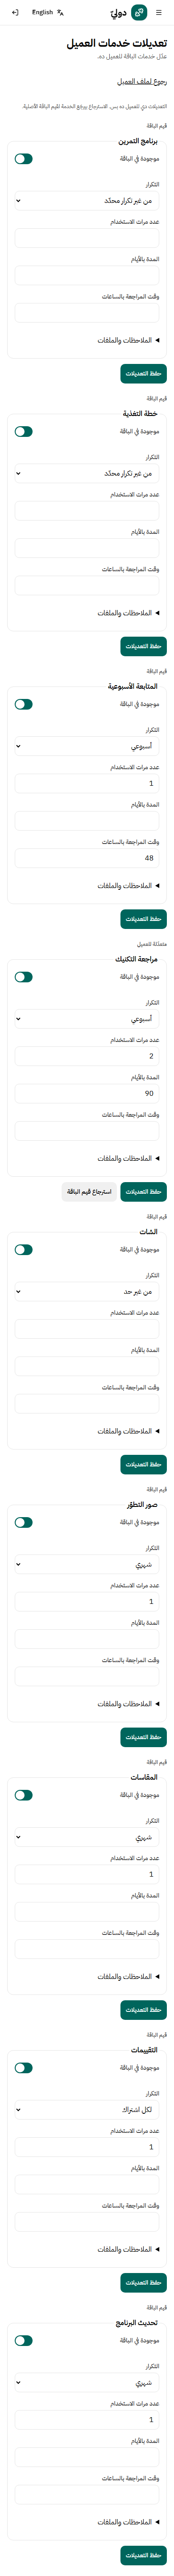 دوليّ
English
تعديلات خدمات العميل
عدّل خدمات الباقة للعميل ده.
رجوع لملف العميل
التعديلات دي للعميل ده بس. الاسترجاع بيرجع الخدمة لقيم الباقة الأصلية.
قيم الباقة
برنامج التمرين
موجودة في الباقة
التكرار
من غير تكرار محدّد
عدد مرات الاستخدام
المدة بالأيام
وقت المراجعة بالساعات
الملاحظات والملفات
حفظ التعديلات
قيم الباقة
خطة التغذية
موجودة في الباقة
التكرار
من غير تكرار محدّد
عدد مرات الاستخدام
المدة بالأيام
وقت المراجعة بالساعات
الملاحظات والملفات
حفظ التعديلات
قيم الباقة
المتابعة الأسبوعية
موجودة في الباقة
التكرار
أسبوعي
عدد مرات الاستخدام
1
المدة بالأيام
وقت المراجعة بالساعات
48
الملاحظات والملفات
حفظ التعديلات
متعدّلة للعميل
مراجعة التكنيك
موجودة في الباقة
التكرار
أسبوعي
عدد مرات الاستخدام
2
المدة بالأيام
90
وقت المراجعة بالساعات
الملاحظات والملفات
حفظ التعديلات
استرجاع قيم الباقة
قيم الباقة
الشات
موجودة في الباقة
التكرار
من غير حد
عدد مرات الاستخدام
المدة بالأيام
وقت المراجعة بالساعات
الملاحظات والملفات
حفظ التعديلات
قيم الباقة
صور التطوّر
موجودة في الباقة
التكرار
شهري
عدد مرات الاستخدام
1
المدة بالأيام
وقت المراجعة بالساعات
الملاحظات والملفات
حفظ التعديلات
قيم الباقة
المقاسات
موجودة في الباقة
التكرار
شهري
عدد مرات الاستخدام
1
المدة بالأيام
وقت المراجعة بالساعات
الملاحظات والملفات
حفظ التعديلات
قيم الباقة
التقييمات
موجودة في الباقة
التكرار
لكل اشتراك
عدد مرات الاستخدام
1
المدة بالأيام
وقت المراجعة بالساعات
الملاحظات والملفات
حفظ التعديلات
قيم الباقة
تحديث البرنامج
موجودة في الباقة
التكرار
شهري
عدد مرات الاستخدام
1
المدة بالأيام
وقت المراجعة بالساعات
الملاحظات والملفات
حفظ التعديلات